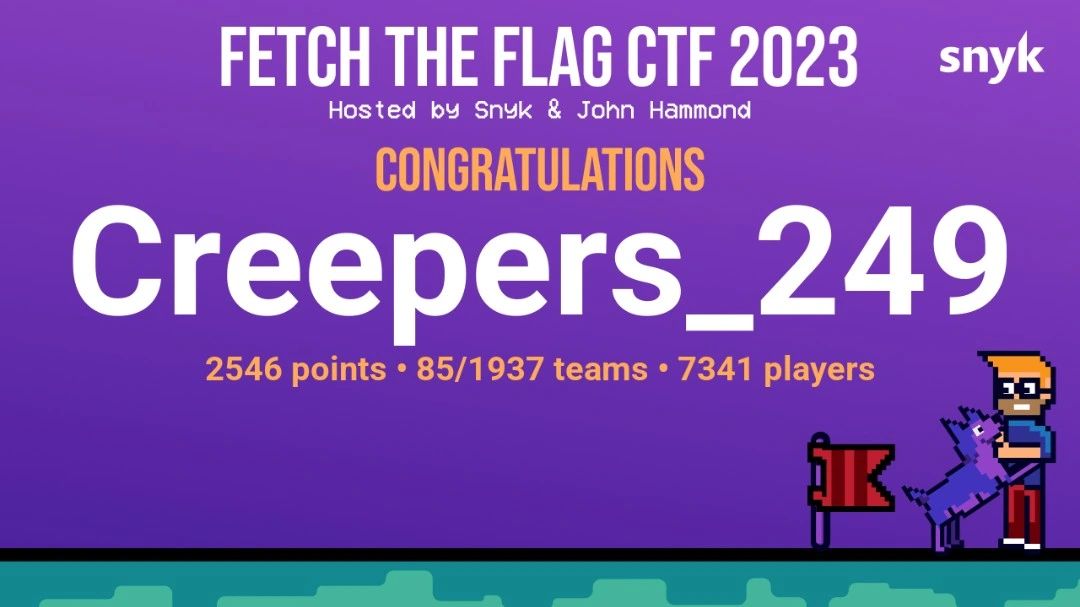 FETCH THE FLAG CTF 2023
snyk
Hosted by Snyk & John Hammond
CONGRATULATIONS
Creepers_249
2546 points • 85/1937 teams • 7341 players